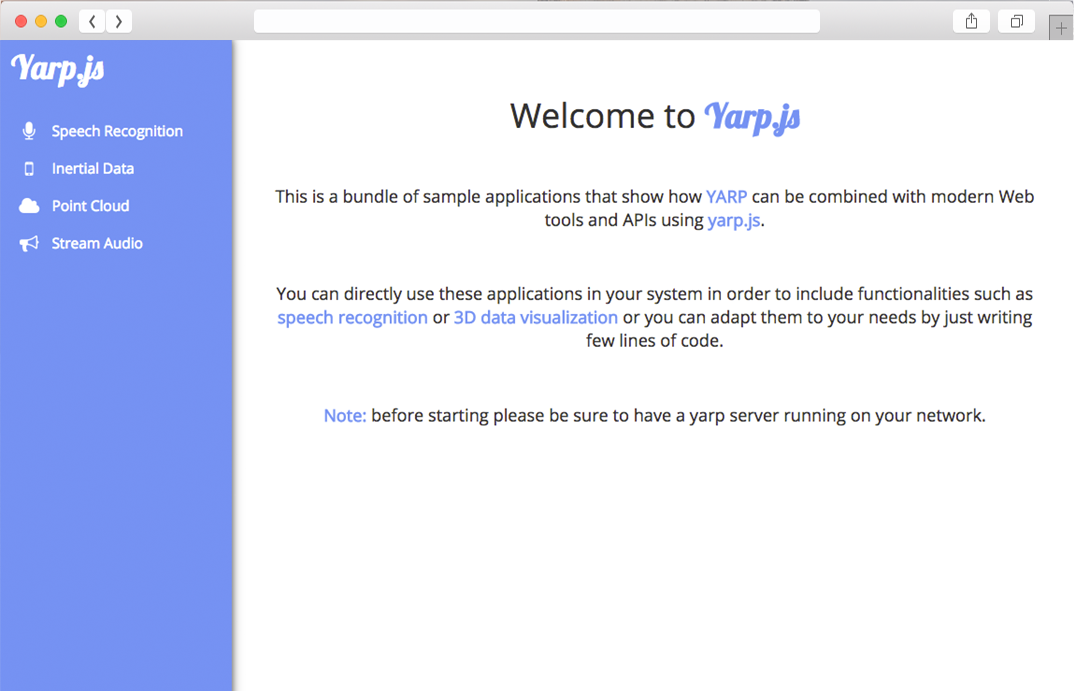 Yarp.js
Speech Recognition
Inertial Data
Point Cloud
Stream Audio
Welcome to Yarp.js
This is a bundle of sample applications that show how YARP can be combined with modern Web
tools and APIs using yarp.js.
You can directly use these applications in your system in order to include functionalities such as
speech recognition or 3D data visualization or you can adapt them to your needs by just writing
few lines of code.
Note: before starting please be sure to have a yarp server running on your network.